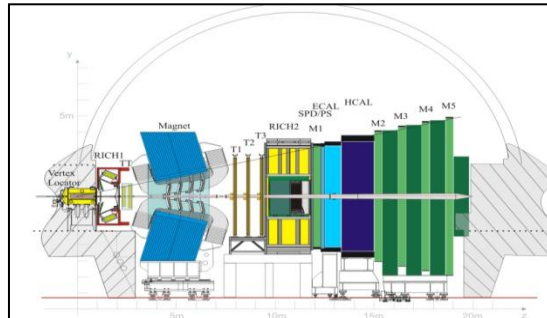 y
5m
Magnet
RICH1
TT
Vertex
Locator
T1
T2
T3
RICH2
SPD/PS
M1
ECAL
HCAL
M2
M3
M4
M5
5m
10m
15m
20m
z